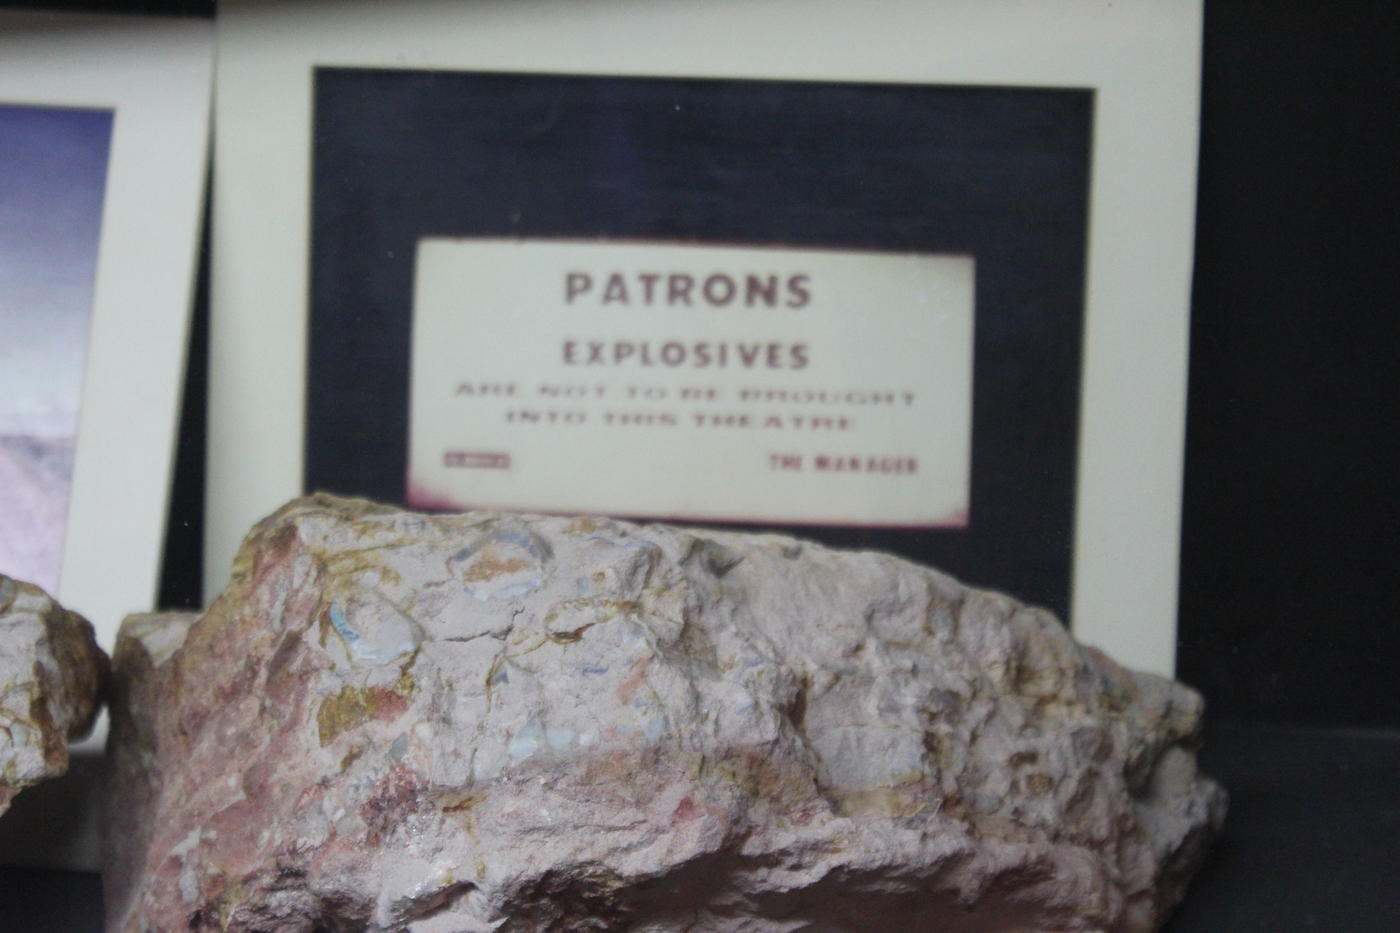 PATRONS
EXPLOSIVES
ARE NOT TO BE BROUGHT
INTO THIS THEATRE
THE MANAGER